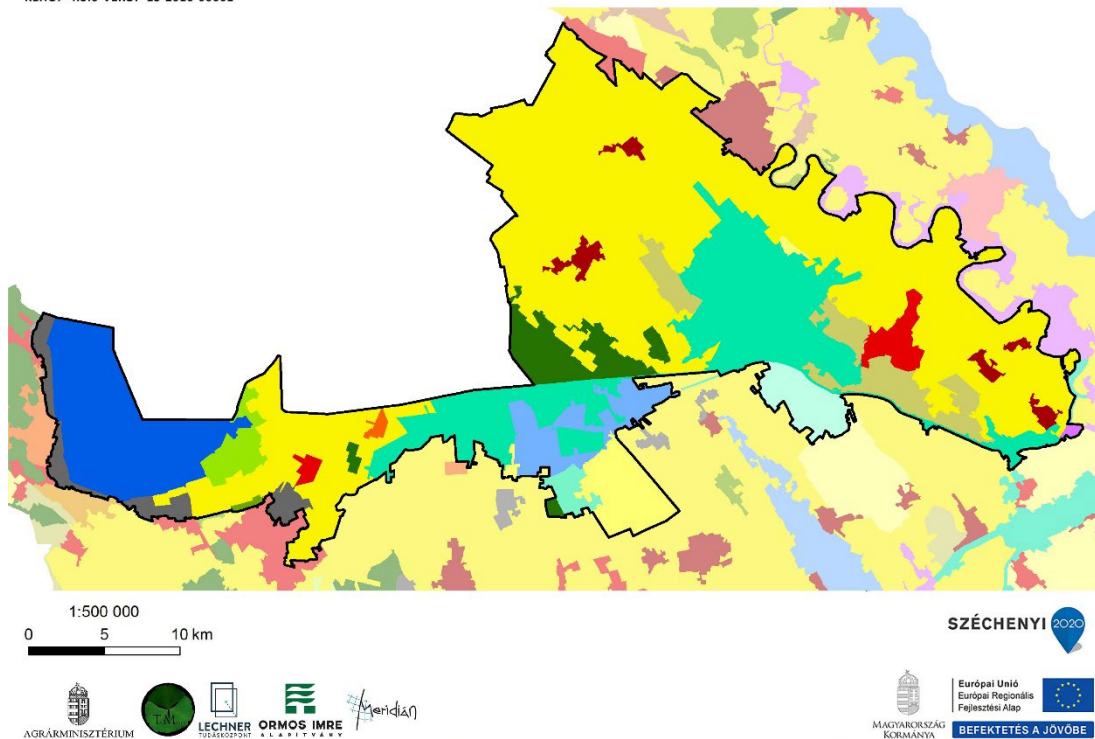 1:500 000
0 5 10 km
SZÉCHENYI 2020
AGRÁRMINISZTÉRIUM
T.M.
LECHNER
TUDÁSKÖZPONT
ORMOS IMRE
ALAPÍTVÁNY
Meridián
MAGYARORSZÁG
KORMÁNYA
Európai Unió
Európai Regionális
Fejlesztési Alap
BEFEKTETÉS A JÖVŐBE